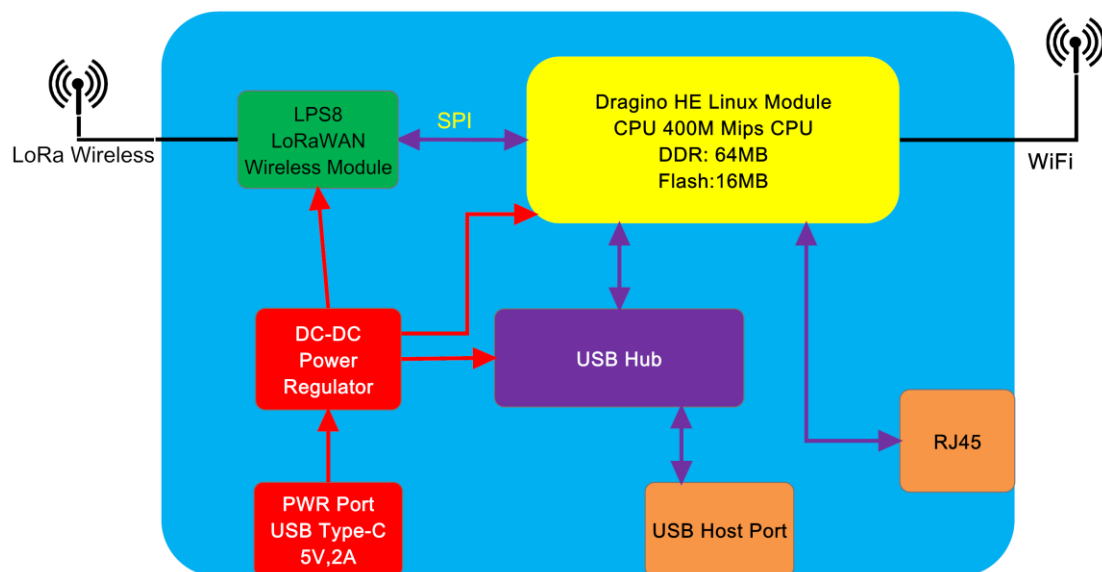 LoRa Wireless
LPS8
LoRaWAN
Wireless Module
SPI
Dragino HE Linux Module
CPU 400M Mips CPU
DDR: 64MB
Flash:16MB
WiFi
DC-DC
Power
Regulator
USB Hub
RJ45
PWR Port
USB Type-C
5V,2A
USB Host Port